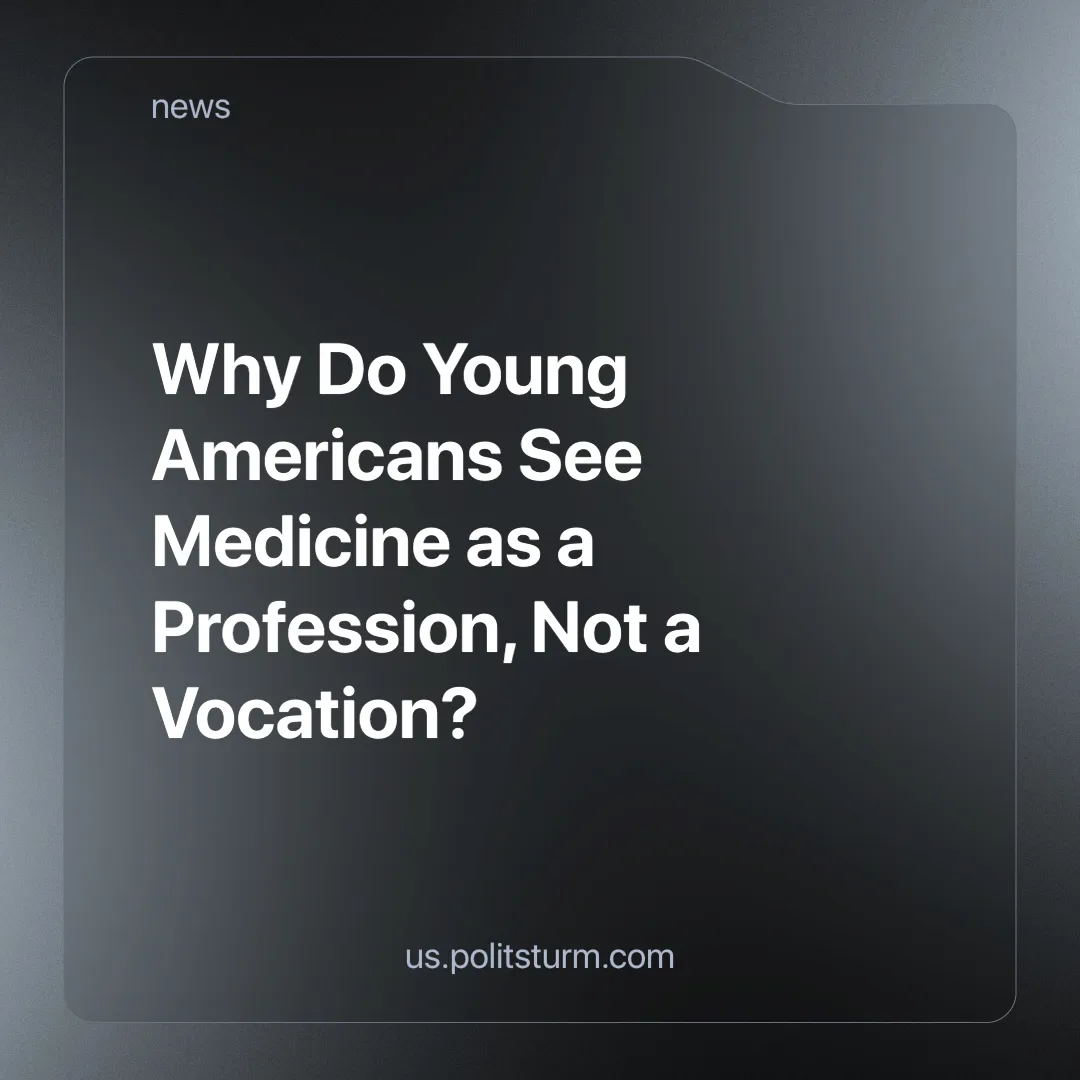 news
Why Do Young
Americans See
Medicine as a
Profession, Not a
Vocation?
us.politsturm.com